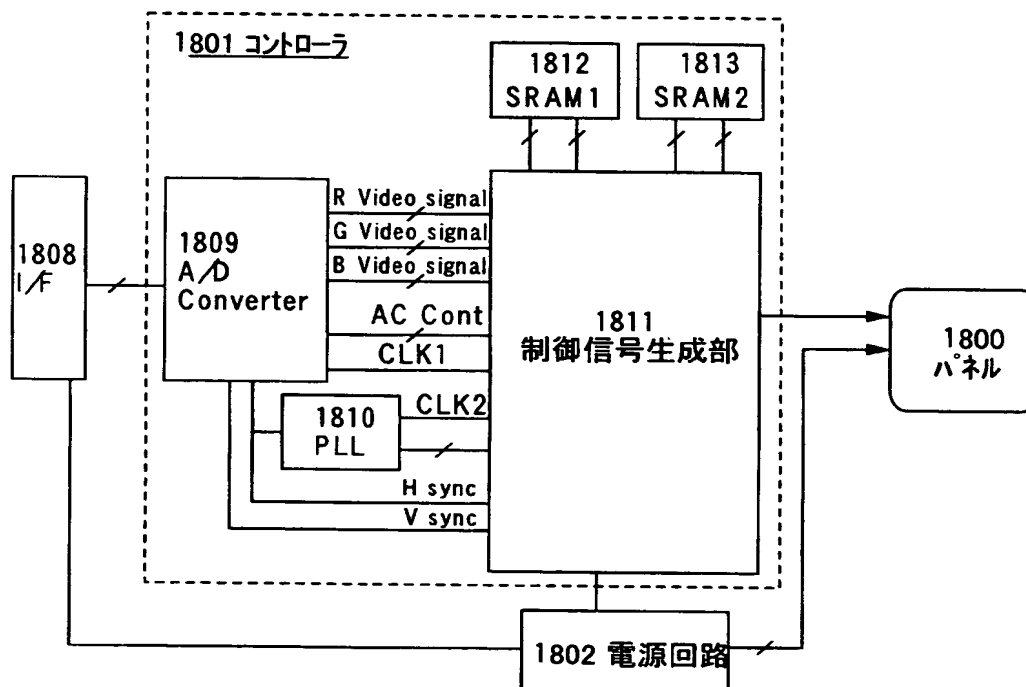 1801 コントローラ
1812
SRAM1
1813
SRAM2
1808
I/F
1809
A/D
Converter
R Video signal
G Video signal
B Video signal
AC Cont
CLK1
1810
PLL
CLK2
H sync
V sync
1811
制御信号生成部
1800
パネル
1802 電源回路